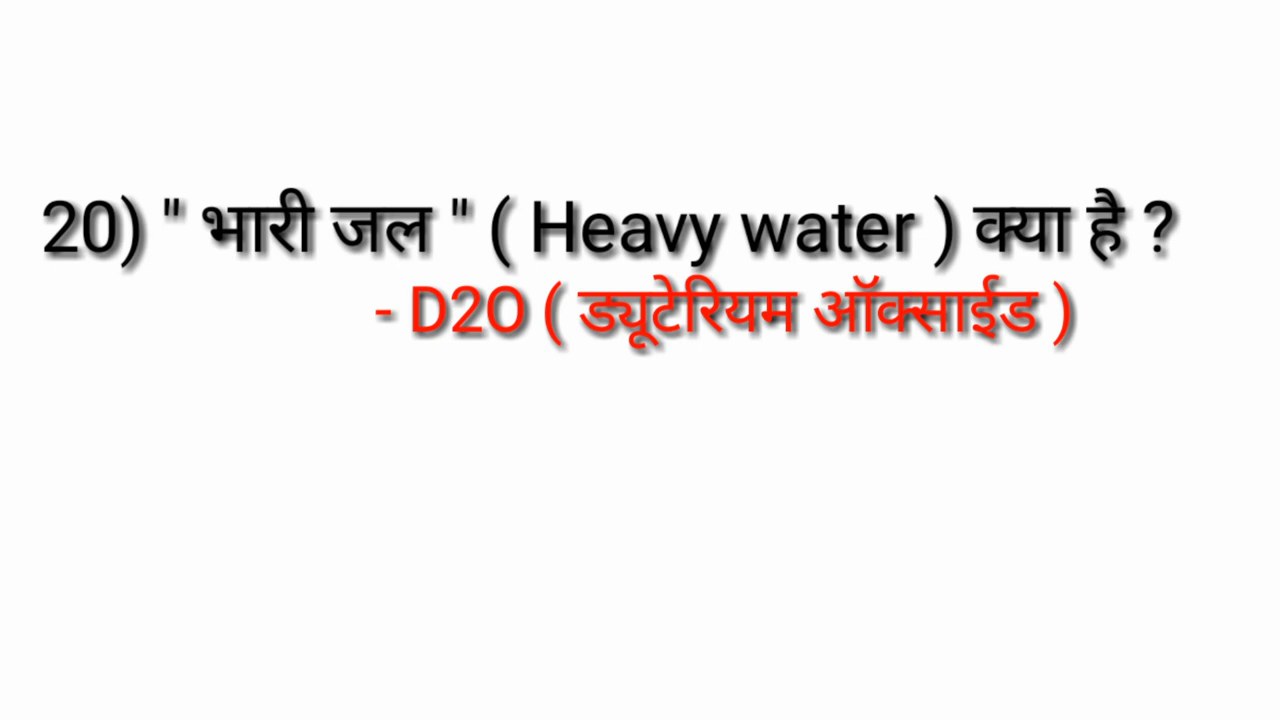 20) " भारी जल " ( Heavy water ) क्या है ?
- D2O ( ड्यूटेरियम ऑक्साईड )